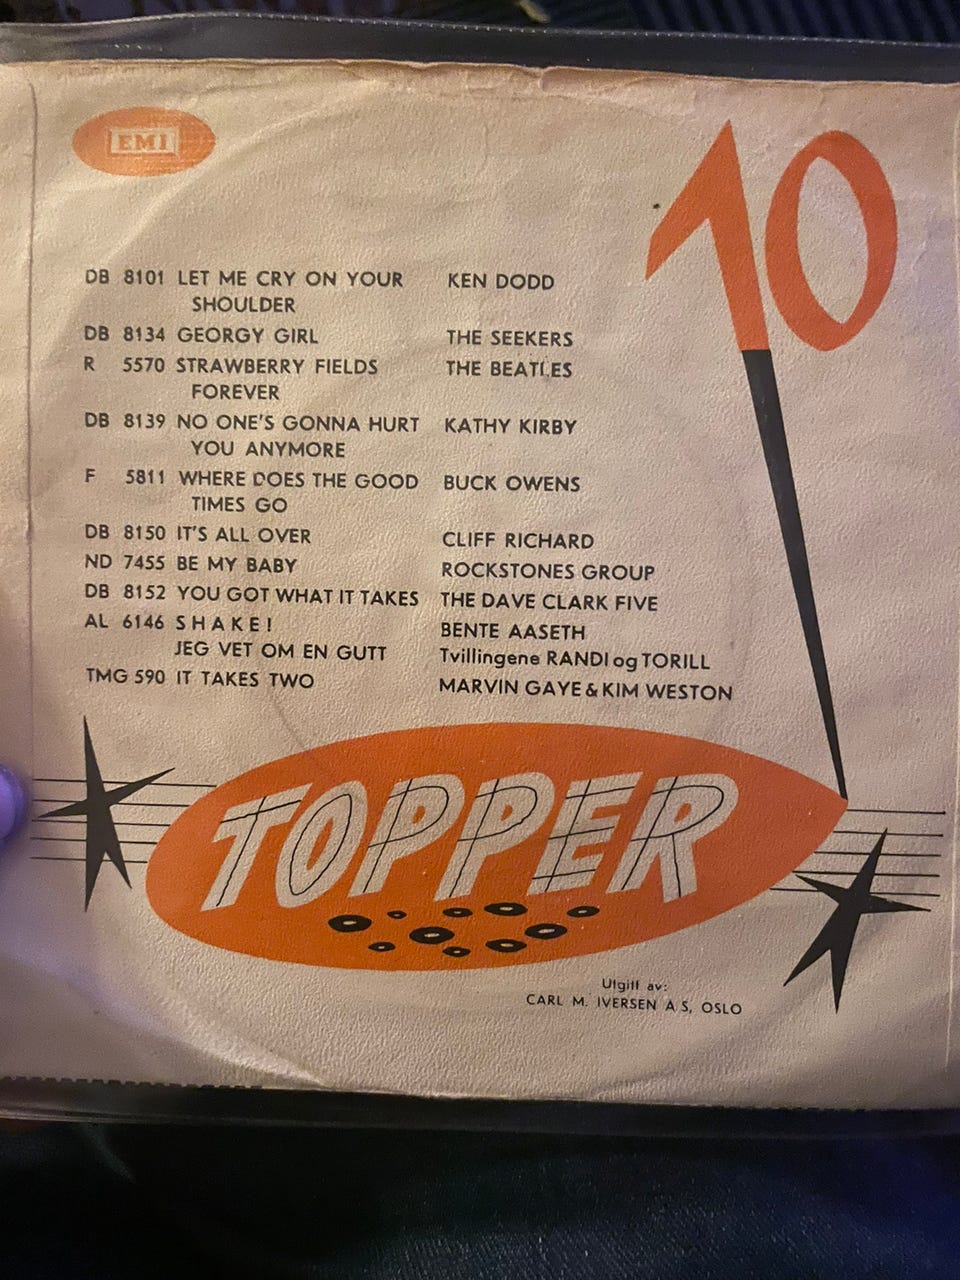 EMI
10
DB 8101 LET ME CRY ON YOUR KEN DODD
SHOULDER
DB 8134 GEORGY GIRL THE SEEKERS
R 5570 STRAWBERRY FIELDS THE BEATLES
FOREVER
DB 8139 NO ONE'S GONNA HURT KATHY KIRBY
YOU ANYMORE
F 5811 WHERE DOES THE GOOD BUCK OWENS
TIMES GO
DB 8150 IT'S ALL OVER CLIFF RICHARD
ND 7455 BE MY BABY ROCKSTONES GROUP
DB 8152 YOU GOT WHAT IT TAKES THE DAVE CLARK FIVE
AL 6146 SHAKE! BENTE AASETH
JEG VET OM EN GUTT Tvillingene RANDI og TORILL
TMG 590 IT TAKES TWO MARVIN GAYE & KIM WESTON
TOPPER
Utgitt av:
CARL M. IVERSEN A.S, OSLO